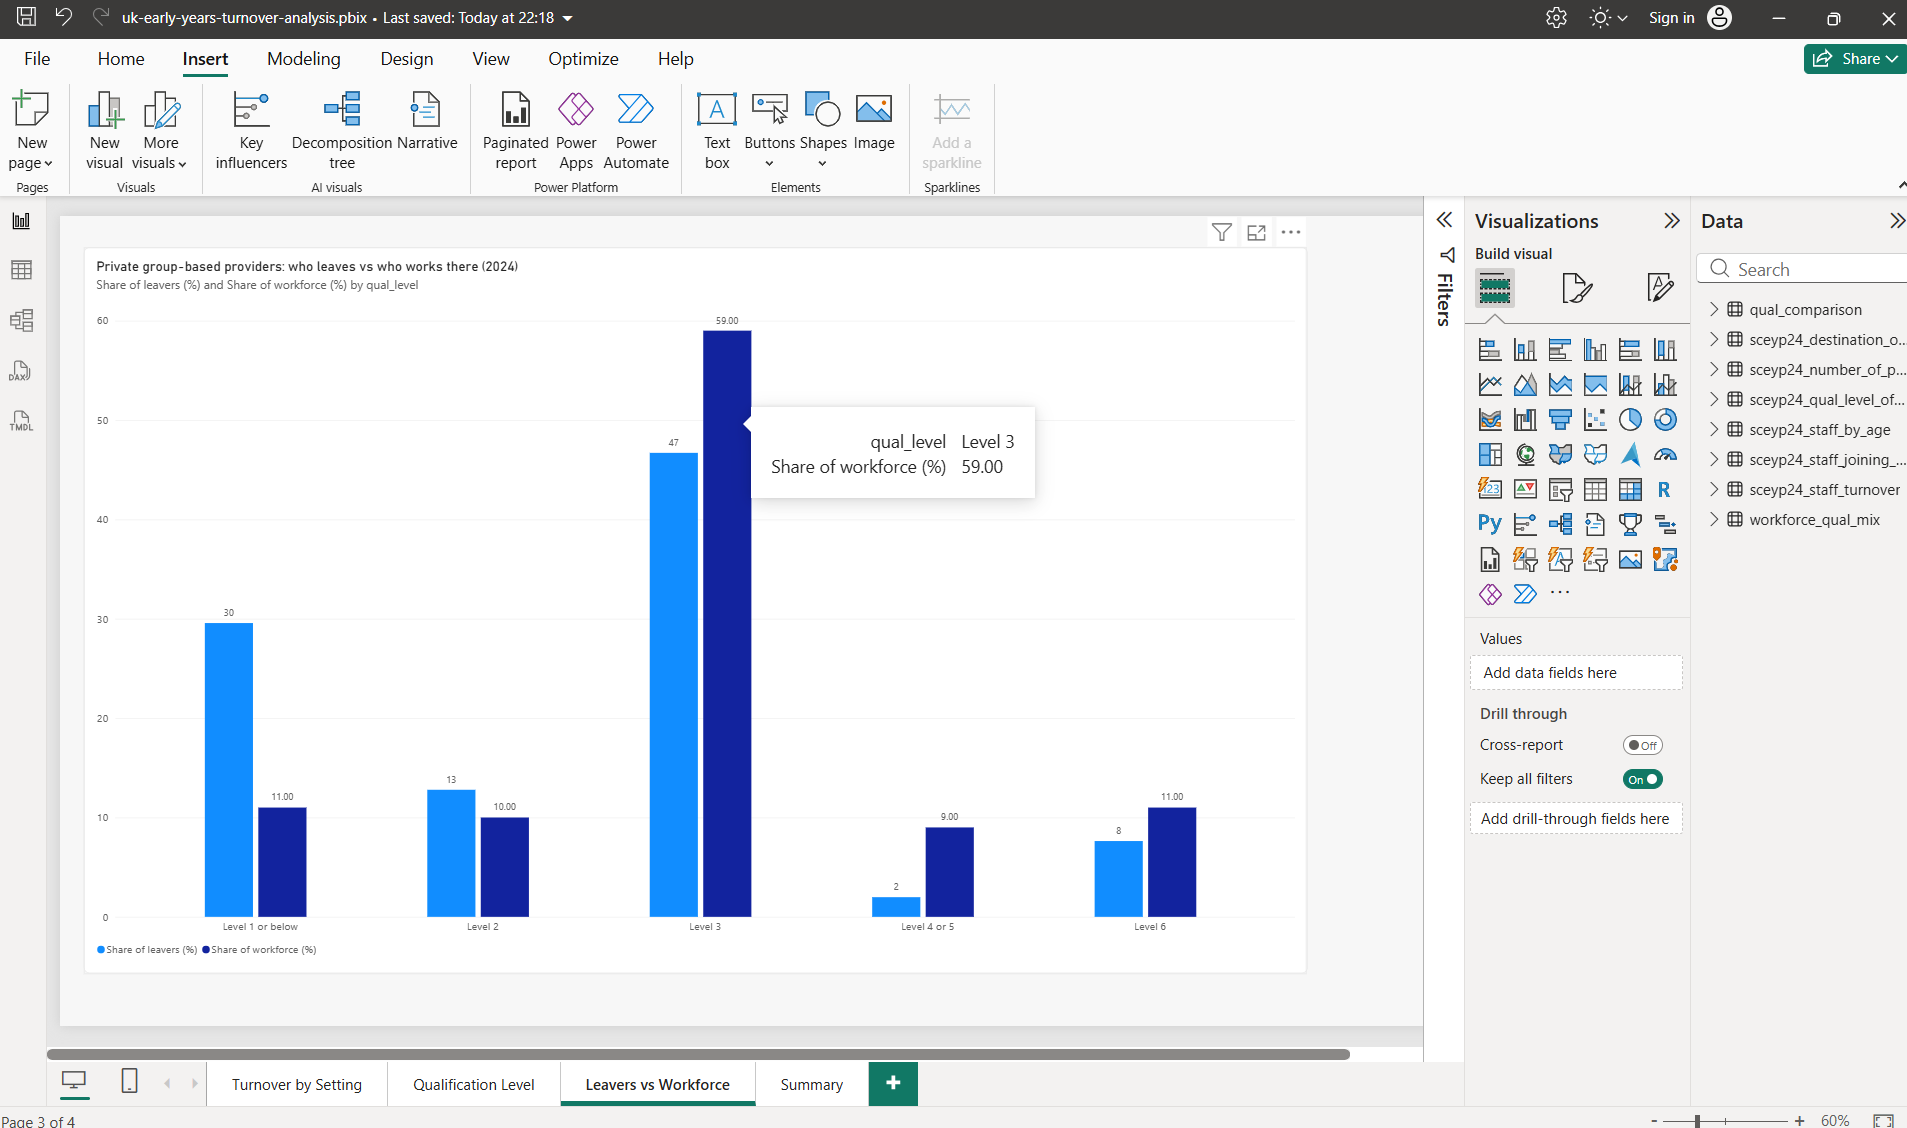 uk-early-years-turnover-analysis.pbix • Last saved: Today at 22:18
Sign in
File Home Insert Modeling Design View Optimize Help
Share
New page
New visual
More visuals
Key influencers
Decomposition tree
Narrative
Paginated report
Power Apps
Power Automate
Text box
Buttons
Shapes
Image
Add a sparkline
Pages
Visuals
AI visuals
Power Platform
Elements
Sparklines
DAX
TMDL
Private group-based providers: who leaves vs who works there (2024)
Share of leavers (%) and Share of workforce (%) by qual_level
60
50
40
30
20
10
0
30
11.00
13
10.00
47
59.00
2
9.00
8
11.00
qual_level Level 3
Share of workforce (%) 59.00
Level 1 or below
Level 2
Level 3
Level 4 or 5
Level 6
Share of leavers (%) Share of workforce (%)
Filters
Visualizations
Build visual
123
R
Py
Values
Add data fields here
Drill through
Cross-report
Off
Keep all filters
On
Add drill-through fields here
Data
Search
qual_comparison
sceyp24_destination_o...
sceyp24_number_of_p...
sceyp24_qual_level_of...
sceyp24_staff_by_age
sceyp24_staff_joining_...
sceyp24_staff_turnover
workforce_qual_mix
Turnover by Setting
Qualification Level
Leavers vs Workforce
Summary
Page 3 of 4
- + 60%